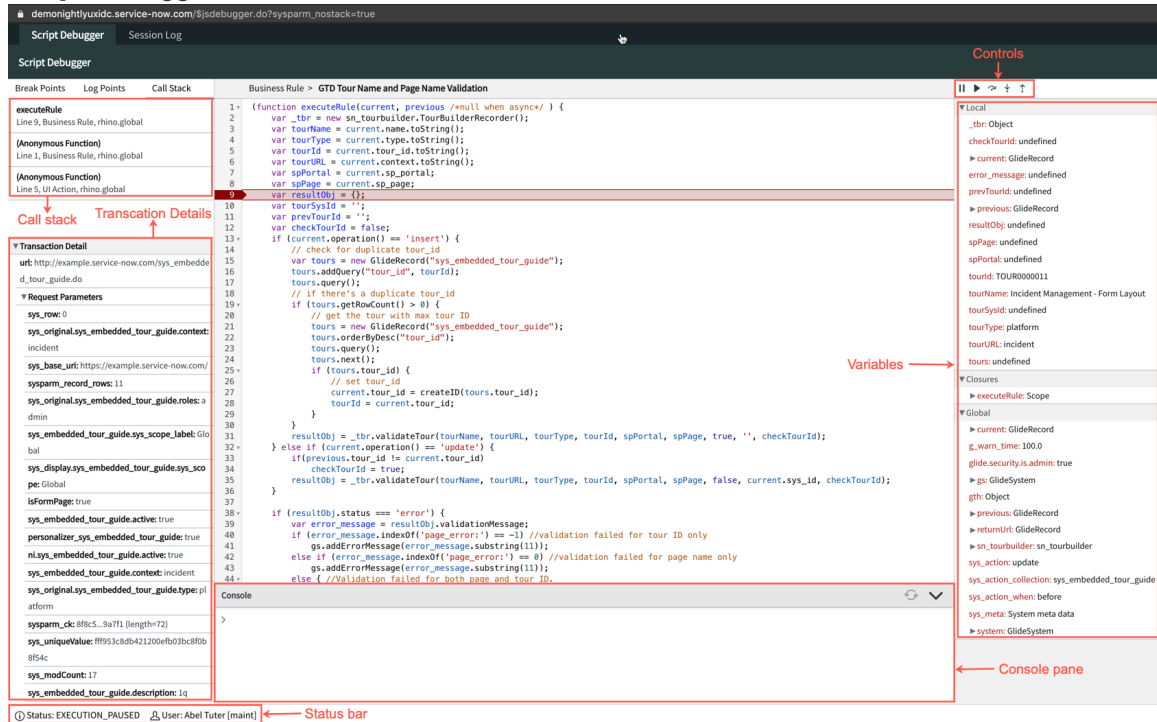 demonightlyuxidc.service-now.com/$jsdebugger.do?sysparm_nostack=true
Script Debugger Session Log
Script Debugger
Controls
Break Points Log Points Call Stack
executeRule
Line 9, Business Rule, rhino.global
(Anonymous Function)
Line 1, Business Rule, rhino.global
(Anonymous Function)
Line 5, UI Action, rhino.global
Call stack
Transcation Details
Transaction Detail
url: http://example.service-now.com/sys_embedde
d_tour_guide.do
Request Parameters
sys_row: 0
sys_original.sys_embedded_tour_guide.context:
incident
sys_base_uri: https://example.service-now.com/
sysparm_record_rows: 11
sys_original.sys_embedded_tour_guide.roles: a
dmin
sys_embedded_tour_guide.sys_scope_label: Glo
bal
sys_display.sys_embedded_tour_guide.sys_sco
pe: Global
isFormPage: true
sys_embedded_tour_guide.active: true
personalizer_sys_embedded_tour_guide: true
ni.sys_embedded_tour_guide.active: true
sys_embedded_tour_guide.context: incident
sys_original.sys_embedded_tour_guide.type: pl
atform
sysparm_ck: 8f8c5...9a7f1 (length=72)
sys_uniqueValue: fff953c8db421200efb03bc8f0b
8f54c
sys_modCount: 17
sys_embedded_tour_guide.description: 1q
Business Rule > GTD Tour Name and Page Name Validation
1 (function executeRule(current, previous /*null when async*/ ) {
2 var _tbr = new sn_tourbuilder.TourBuilderRecorder();
3 var tourName = current.name.toString();
4 var tourType = current.type.toString();
5 var tourId = current.tour_id.toString();
6 var tourURL = current.context.toString();
7 var spPortal = current.sp_portal;
8 var spPage = current.sp_page;
9 var resultObj = {};
10 var tourSysId = '';
11 var prevTourId = '';
12 var checkTourId = false;
13 if (current.operation() == 'insert') {
14 // check for duplicate tour_id
15 var tours = new GlideRecord("sys_embedded_tour_guide");
16 tours.addQuery("tour_id", tourId);
17 tours.query();
18 // if there's a duplicate tour_id
19 if (tours.getRowCount() > 0) {
20 // get the tour with max tour ID
21 tours = new GlideRecord("sys_embedded_tour_guide");
22 tours.orderByDesc("tour_id");
23 tours.query();
24 tours.next();
25 if (tours.tour_id) {
26 // set tour_id
27 current.tour_id = createID(tours.tour_id);
28 tourId = current.tour_id;
29 }
30 }
31 resultObj = _tbr.validateTour(tourName, tourURL, tourType, tourId, spPortal, spPage, true, '', checkTourId);
32 } else if (current.operation() == 'update') {
33 if(previous.tour_id != current.tour_id)
34 checkTourId = true;
35 resultObj = _tbr.validateTour(tourName, tourURL, tourType, tourId, spPortal, spPage, false, current.sys_id, checkTourId);
36 }
37
38 if (resultObj.status === 'error') {
39 var error_message = resultObj.validationMessage;
40 if (error_message.indexOf('page_error:') == -1) //validation failed for tour ID only
41 gs.addErrorMessage(error_message.substring(11));
42 else if (error_message.indexOf('page_error:') == 0) //validation failed for page name only
43 gs.addErrorMessage(error_message.substring(11));
44 else { //Validation failed for both page and tour ID.
Console
>
Local
_tbr: Object
checkTourId: undefined
current: GlideRecord
error_message: undefined
prevTourId: undefined
previous: GlideRecord
resultObj: undefined
spPage: undefined
spPortal: undefined
tourId: TOUR0000011
tourName: Incident Management - Form Layout
tourSysId: undefined
tourType: platform
tourURL: incident
tours: undefined
Variables
Closures
executeRule: Scope
Global
current: GlideRecord
g_warn_time: 100.0
glide.security.is.admin: true
gs: GlideSystem
gth: Object
previous: GlideRecord
returnUrl: GlideRecord
sn_tourbuilder: sn_tourbuilder
sys_action: update
sys_action_collection: sys_embedded_tour_guide
sys_action_when: before
sys_meta: System meta data
system: GlideSystem
Console pane
Status: EXECUTION_PAUSED User: Abel Tuter [maint]
Status bar